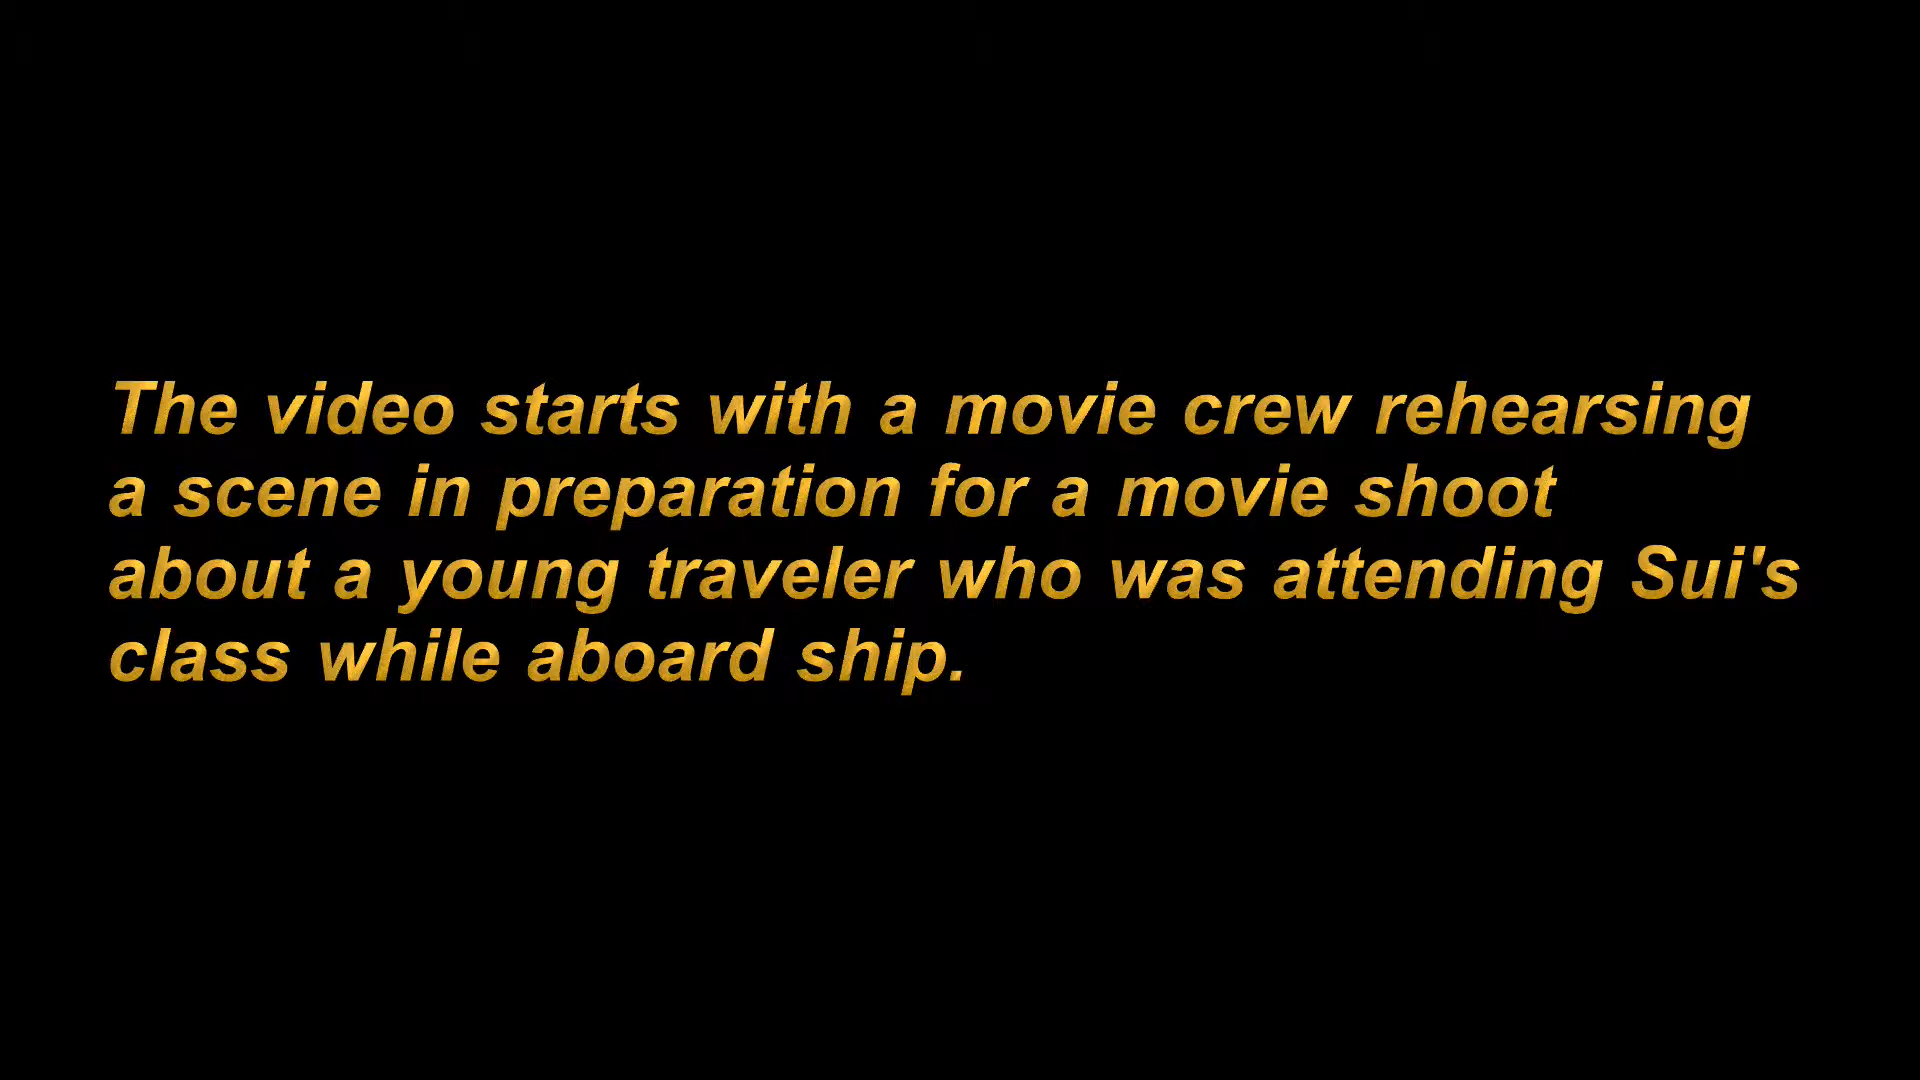 The video starts with a movie crew rehearsing
a scene in preparation for a movie shoot
about a young traveler who was attending Sui's
class while aboard ship.